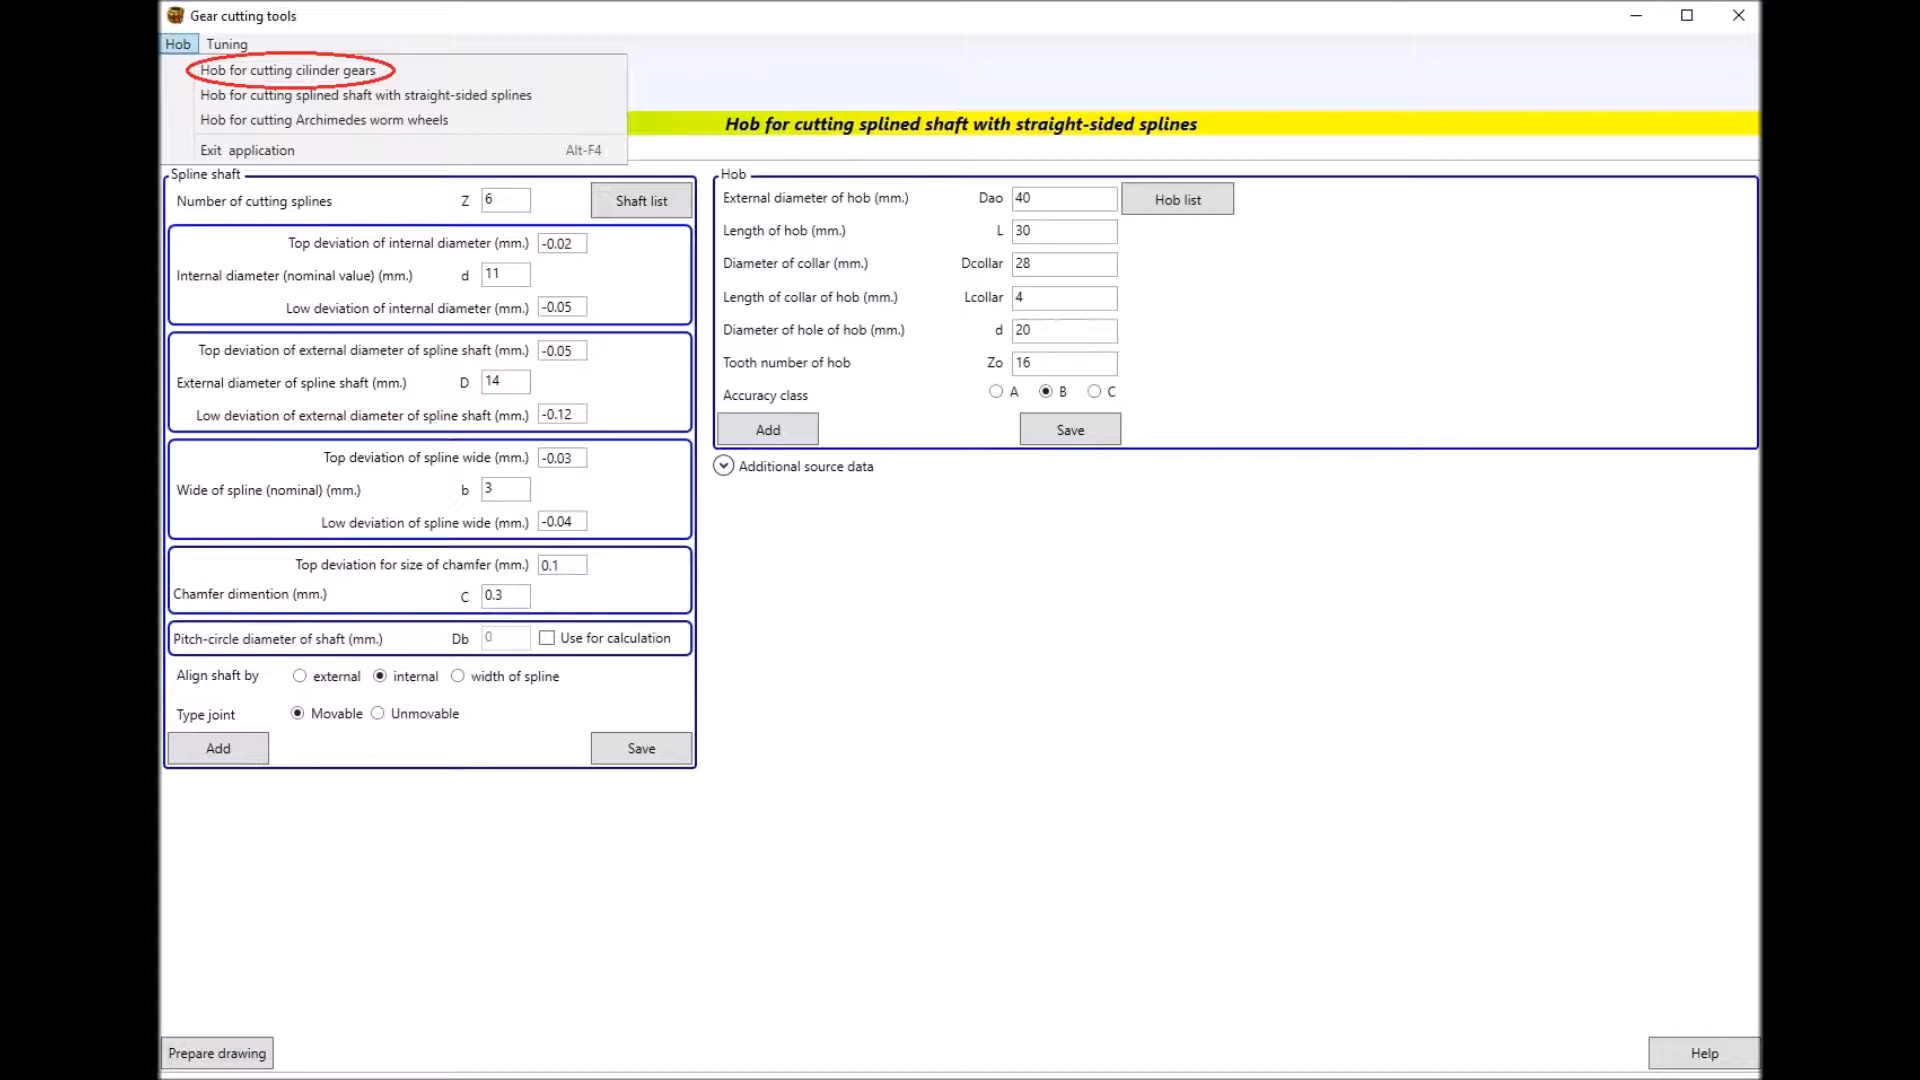 Gear cutting tools
Hob Tuning
Hob for cutting cilinder gears
Hob for cutting splined shaft with straight-sided splines
Hob for cutting Archimedes worm wheels
Exit application Alt-F4
Hob for cutting splined shaft with straight-sided splines
Spline shaft
Number of cutting splines Z 6 Shaft list
Top deviation of internal diameter (mm.) -0.02
Internal diameter (nominal value) (mm.) d 11
Low deviation of internal diameter (mm.) -0.05
Top deviation of external diameter of spline shaft (mm.) -0.05
External diameter of spline shaft (mm.) D 14
Low deviation of external diameter of spline shaft (mm.) -0.12
Top deviation of spline wide (mm.) -0.03
Wide of spline (nominal) (mm.) b 3
Low deviation of spline wide (mm.) -0.04
Top deviation for size of chamfer (mm.) 0.1
Chamfer dimention (mm.) C 0.3
Pitch-circle diameter of shaft (mm.) Db 0 Use for calculation
Align shaft by external internal width of spline
Type joint Movable Unmovable
Add Save
Hob
External diameter of hob (mm.) Dao 40 Hob list
Length of hob (mm.) L 30
Diameter of collar (mm.) Dcollar 28
Length of collar of hob (mm.) Lcollar 4
Diameter of hole of hob (mm.) d 20
Tooth number of hob Zo 16
Accuracy class A B C
Add Save
Additional source data
Prepare drawing Help